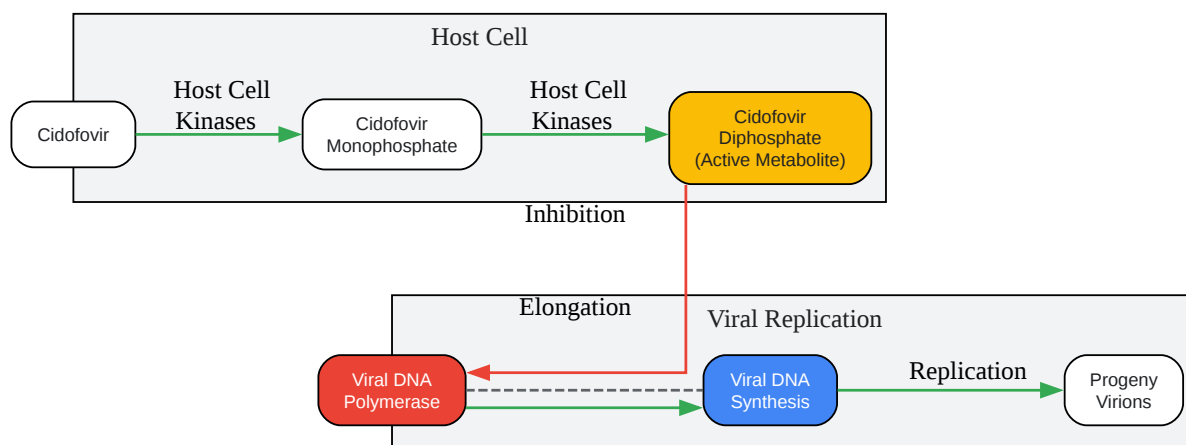 Host Cell
Host Cell
Kinases
Host Cell
Kinases
Cidofovir
Cidofovir
Monophosphate
Cidofovir
Diphosphate
(Active Metabolite)
Inhibition
Elongation
Viral Replication
Viral DNA
Polymerase
Viral DNA
Synthesis
Replication
Progeny
Virions